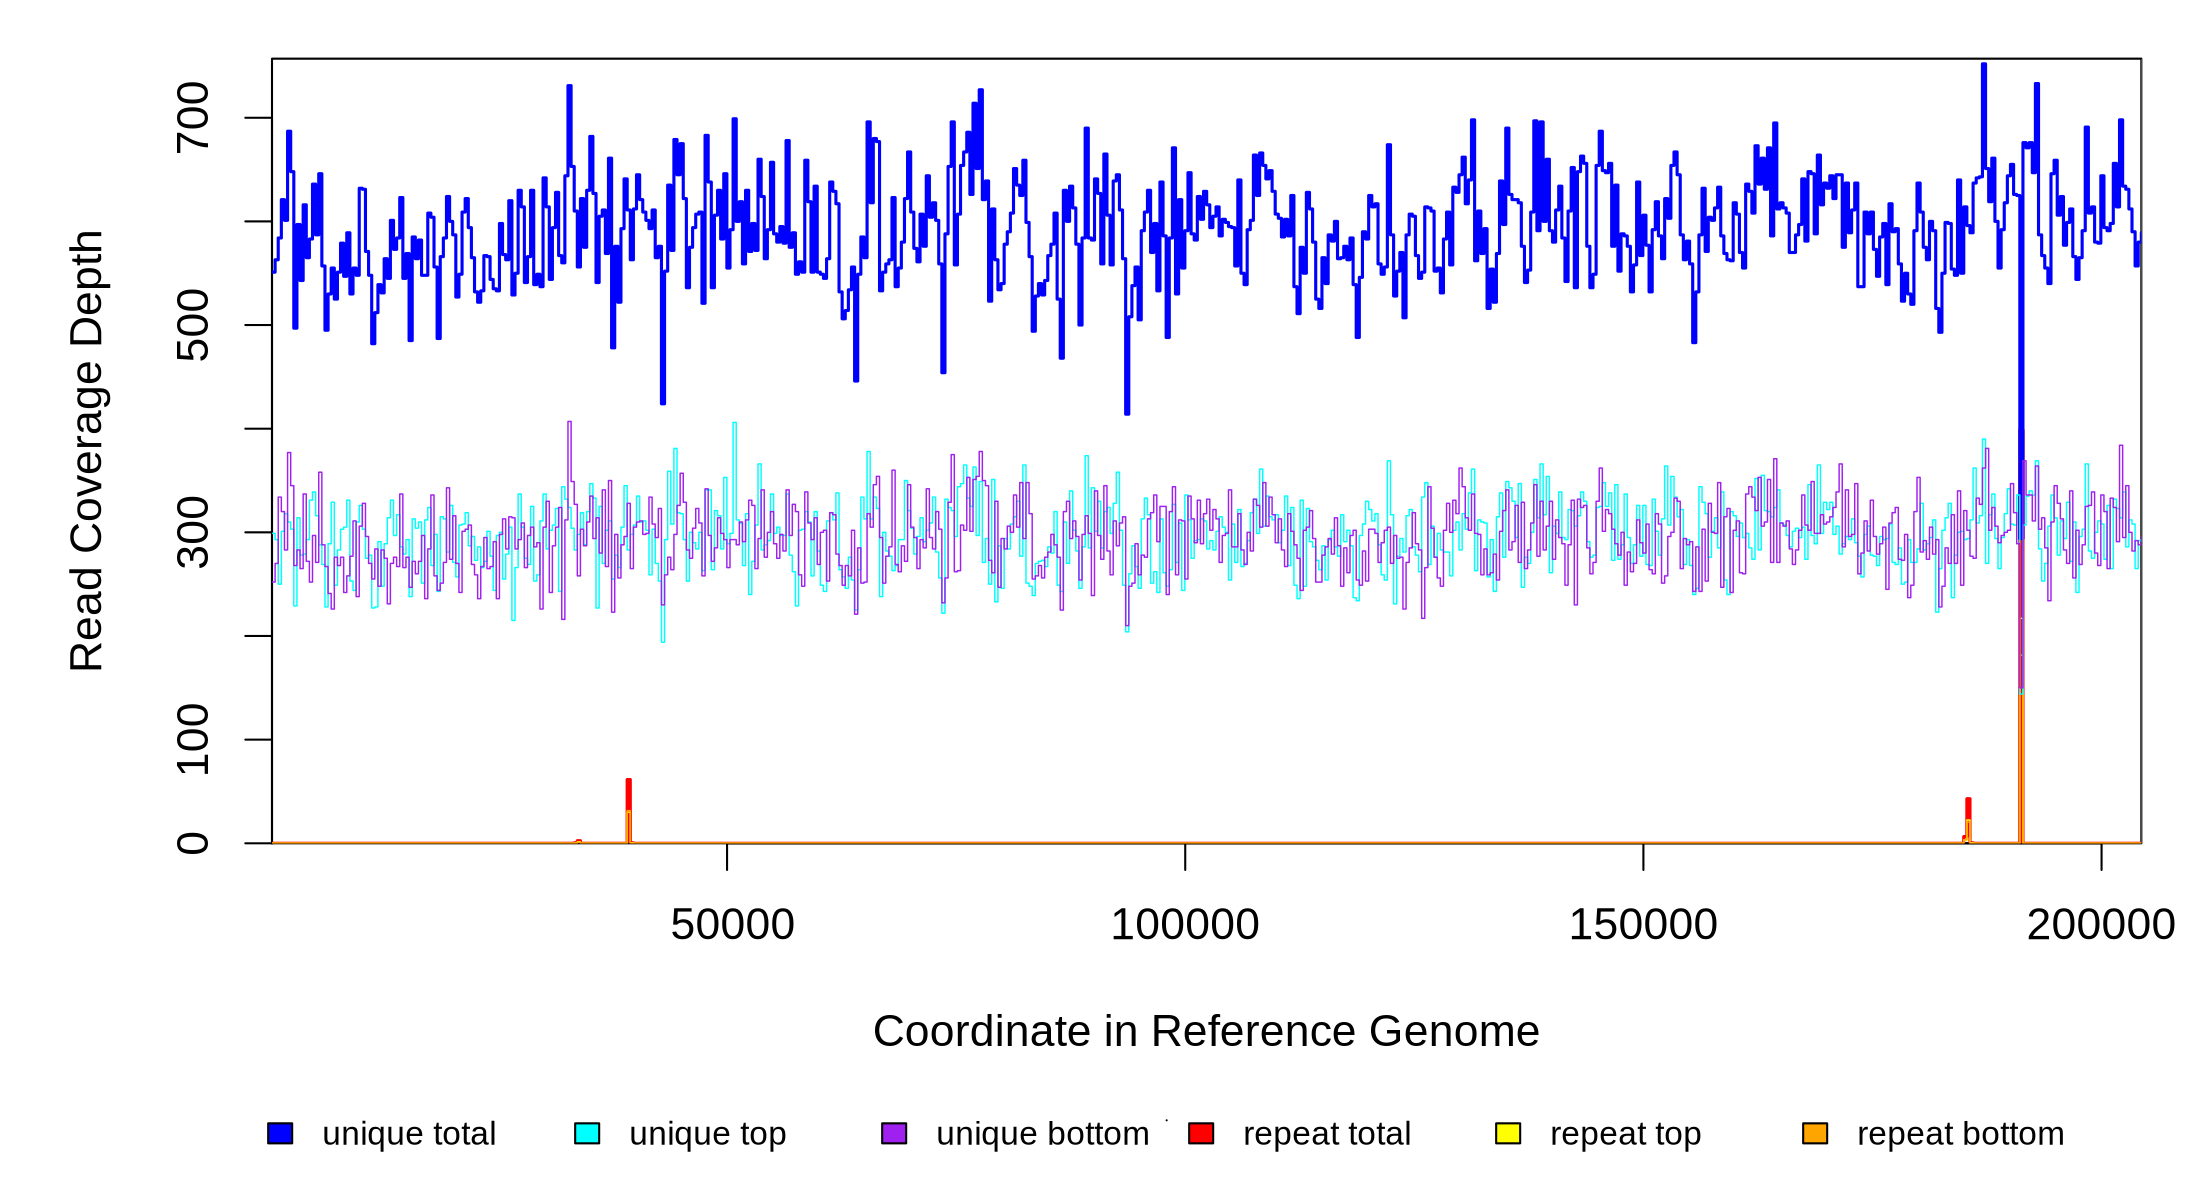 Read Coverage Depth
700
500
300
100
0
50000 100000 150000 200000
Coordinate in Reference Genome
unique total unique top unique bottom repeat total repeat top repeat bottom